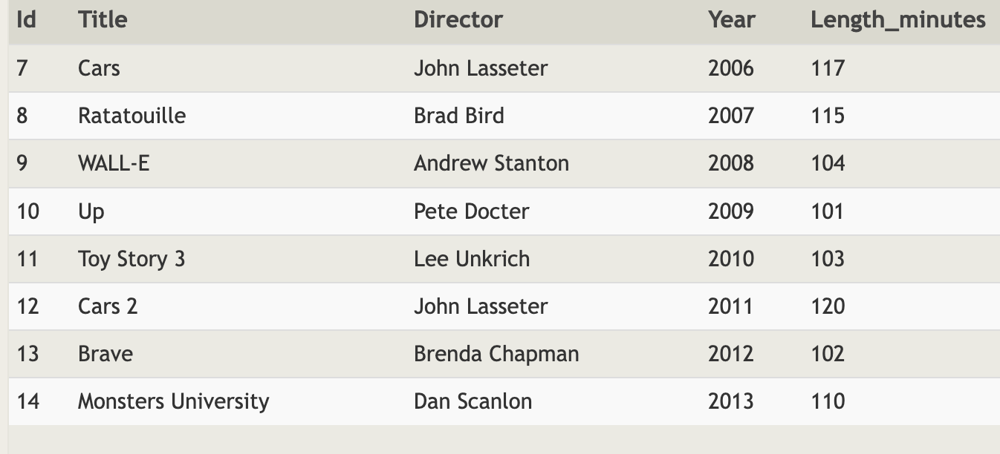 Id Title Director Year Length_minutes
7 Cars John Lasseter 2006 117
8 Ratatouille Brad Bird 2007 115
9 WALL-E Andrew Stanton 2008 104
10 Up Pete Docter 2009 101
11 Toy Story 3 Lee Unkrich 2010 103
12 Cars 2 John Lasseter 2011 120
13 Brave Brenda Chapman 2012 102
14 Monsters University Dan Scanlon 2013 110